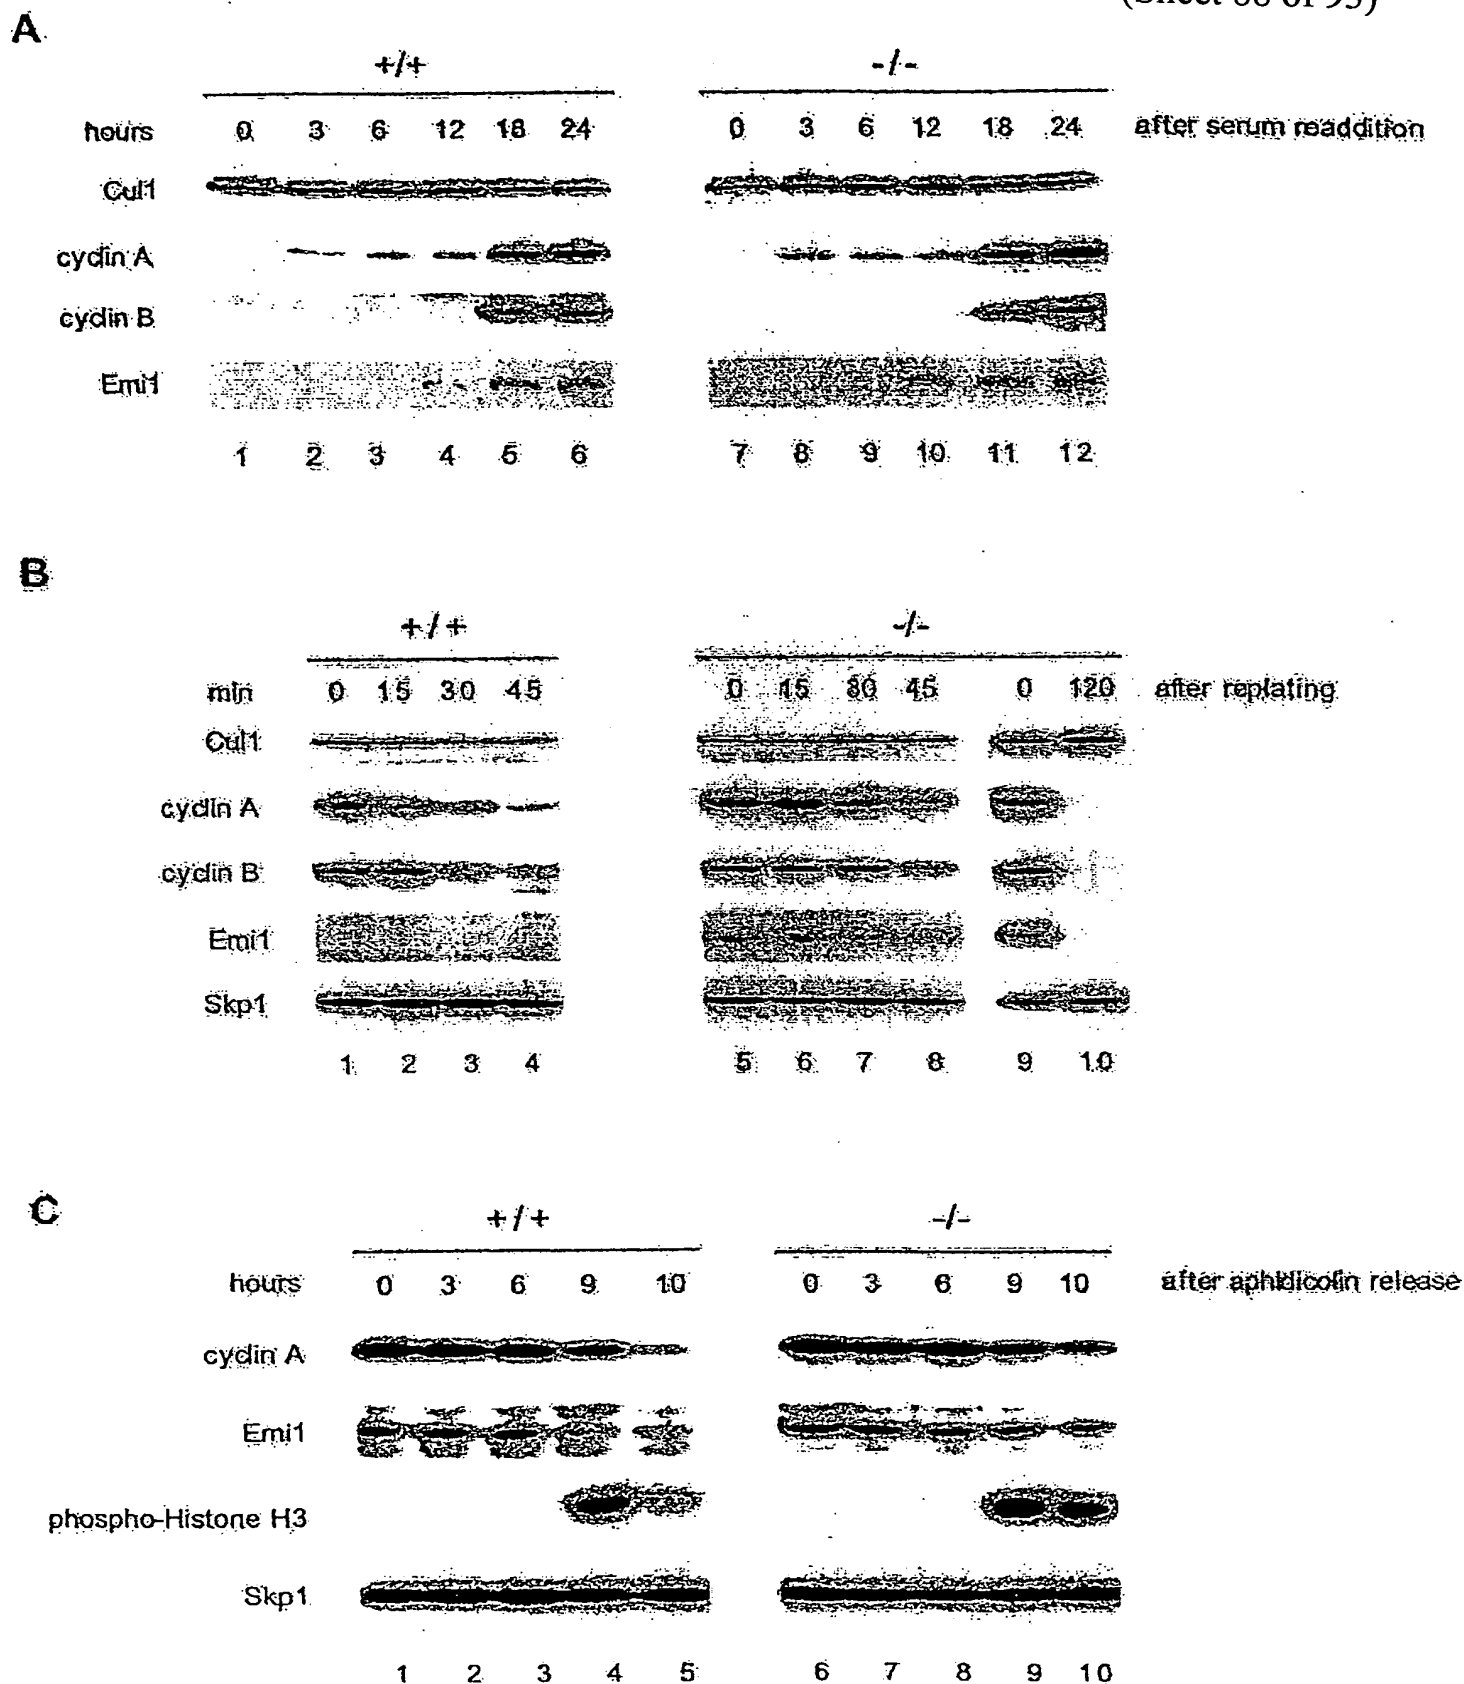 A
+/+ -/-
hours 0 3 6 12 18 24 0 3 6 12 18 24 after serum readdition
Cul1
cyclin A
cyclin B
Emi1
1 2 3 4 5 6 7 8 9 10 11 12
B
+/+ -/-
min 0 15 30 45 0 15 30 45 0 120 after replating
Cul1
cyclin A
cyclin B
Emi1
Skp1
1 2 3 4 5 6 7 8 9 10
C
+/+ -/-
hours 0 3 6 9 10 0 3 6 9 10 after aphidicolin release
cyclin A
Emi1
phospho-Histone H3
Skp1
1 2 3 4 5 6 7 8 9 10